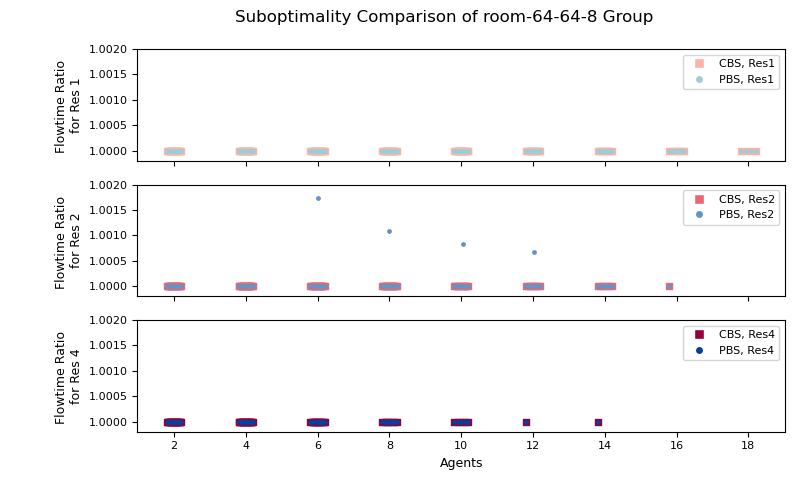 Suboptimality Comparison of room-64-64-8 Group
Flowtime Ratio
for Res 1
1.0020
1.0015
1.0010
1.0005
1.0000
CBS, Res1
PBS, Res1
Flowtime Ratio
for Res 2
1.0020
1.0015
1.0010
1.0005
1.0000
CBS, Res2
PBS, Res2
Flowtime Ratio
for Res 4
1.0020
1.0015
1.0010
1.0005
1.0000
CBS, Res4
PBS, Res4
2 4 6 8 10 12 14 16 18
Agents